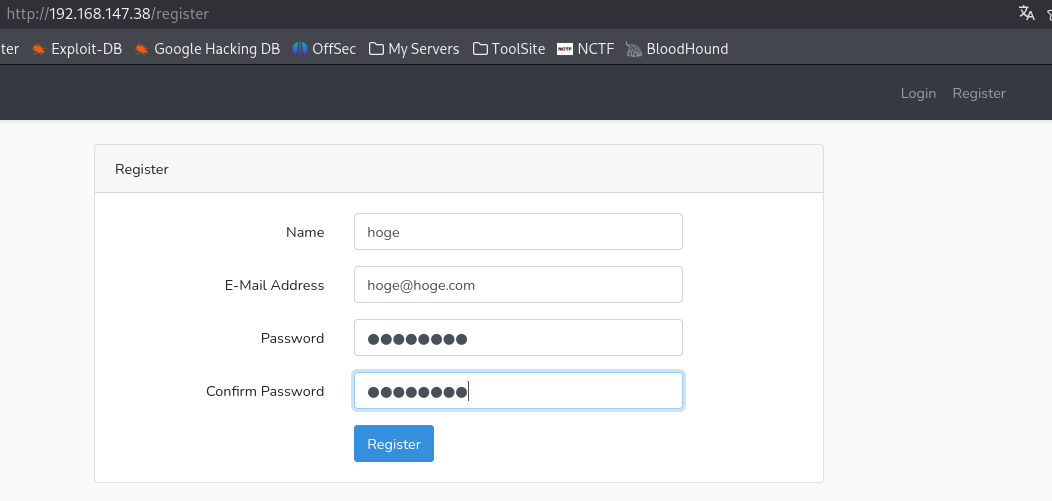 http://192.168.147.38/register
ter Exploit-DB Google Hacking DB OffSec My Servers ToolSite NCTF BloodHound
Login Register
Register
Name hoge
E-Mail Address hoge@hoge.com
Password ●●●●●●●●
Confirm Password ●●●●●●●●
Register